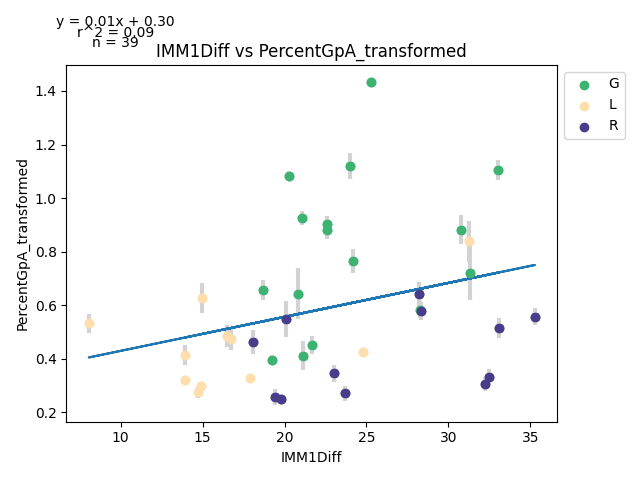 y = 0.01x + 0.30
r^2 = 0.09
n = 39
IMM1Diff vs PercentGpA_transformed
G
L
R
PercentGpA_transformed
1.4
1.2
1.0
0.8
0.6
0.4
0.2
10 15 20 25 30 35
IMM1Diff